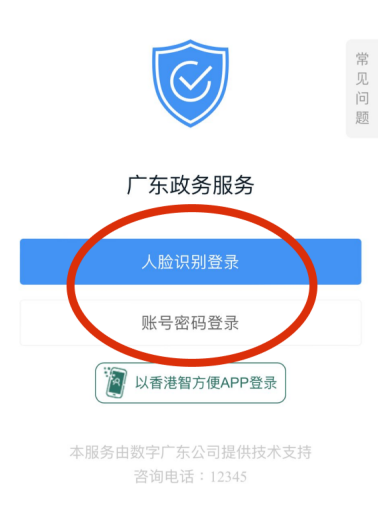 常见问题
广东政务服务
人脸识别登录
账号密码登录
以香港智方便APP登录
本服务由数字广东公司提供技术支持
咨询电话：12345